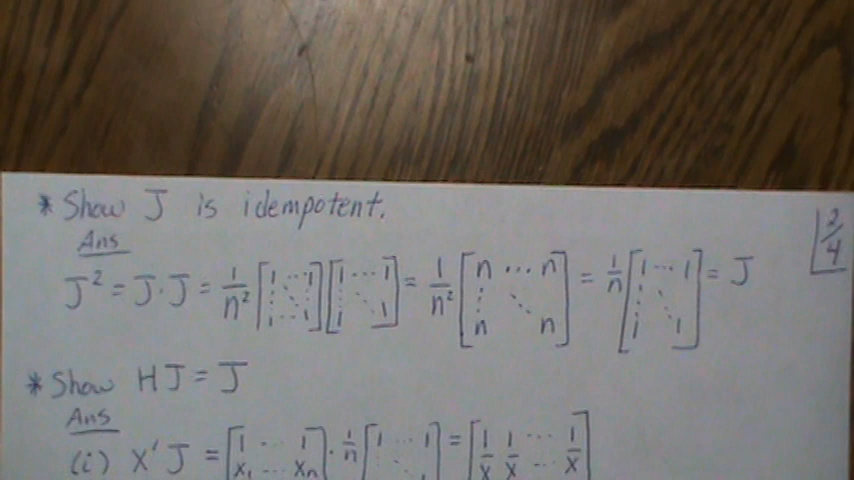 * Show J is idempotent.
2/4
Ans
J² = J·J = 1/n² [1 ... 1 ⋮ ⋱ ⋮ 1 ... 1] [1 ... 1 ⋮ ⋱ 1 1] = 1/n² [n ... n ⋮ ⋱ n n] = 1/n [1 ... 1 ⋮ ⋱ 1 1] = J
* Show HJ = J
Ans
(i) X'J = [1 ... 1 x₁ ... xₙ] · 1/n [1 ... 1 ⋱ 1] = [1 1 ... 1 x̄ x̄ ... x̄]